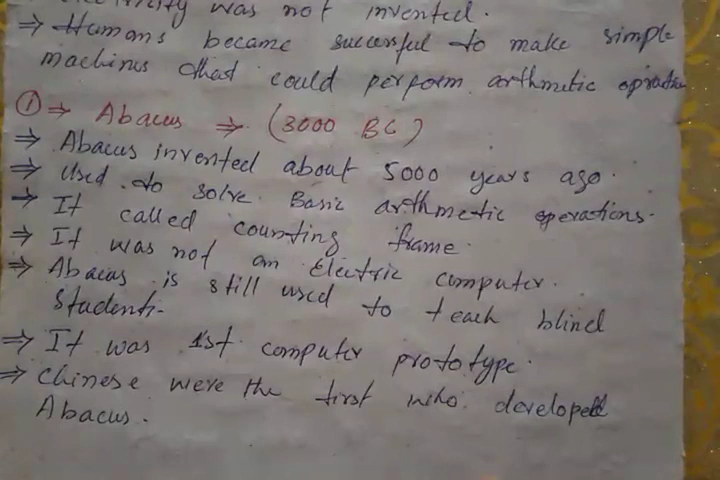 was not invented.
⇒ Humans became successful to make simple
machines that could perform arthmetic opration
① ⇒ Abacus ⇒ (3000 BC)
⇒ Abacus invented about 5000 years ago.
⇒ Used to solve Basic arthmetic operations.
⇒ It called counting frame.
⇒ It was not an Electric computer.
⇒ Abacus is still used to teach blind
Students.
⇒ It was 1st computer prototype.
⇒ Chinese were the first who developed
Abacus.